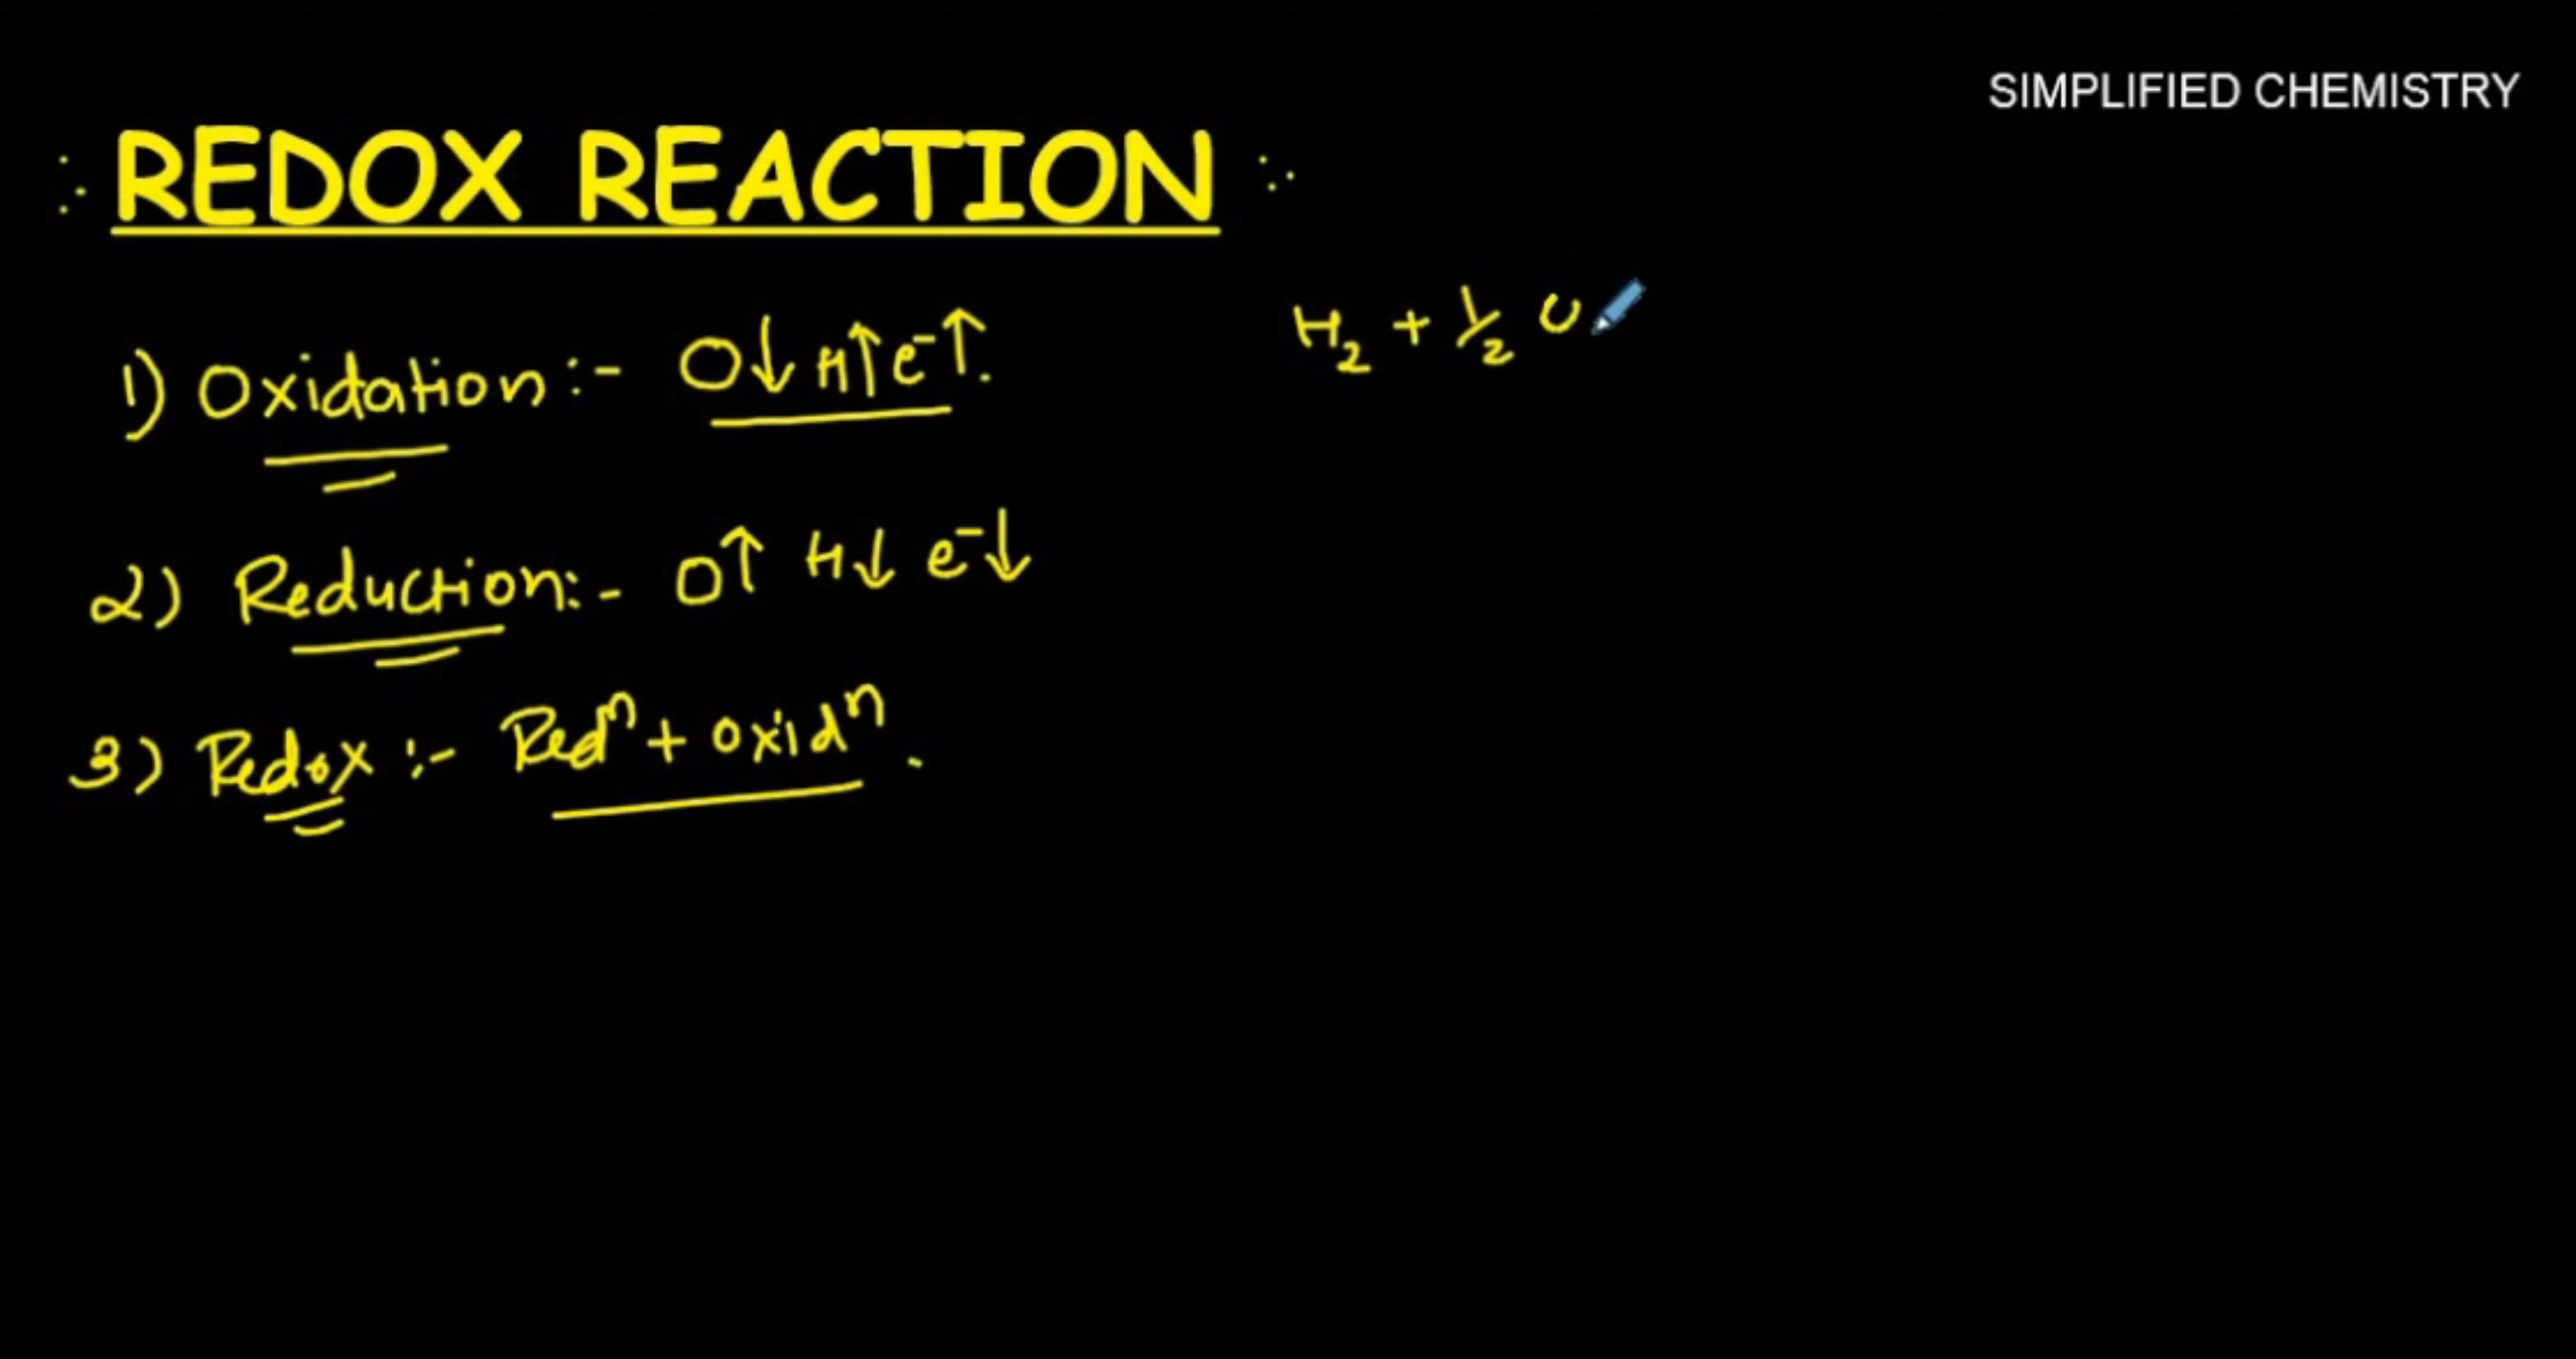 SIMPLIFIED CHEMISTRY
REDOX REACTION
1) Oxidation :- O↓ H↑ e⁻↑.
H₂ + ½ O
2) Reduction :- O↑ H↓ e⁻↓
3) Redox :- Redⁿ + oxidⁿ.